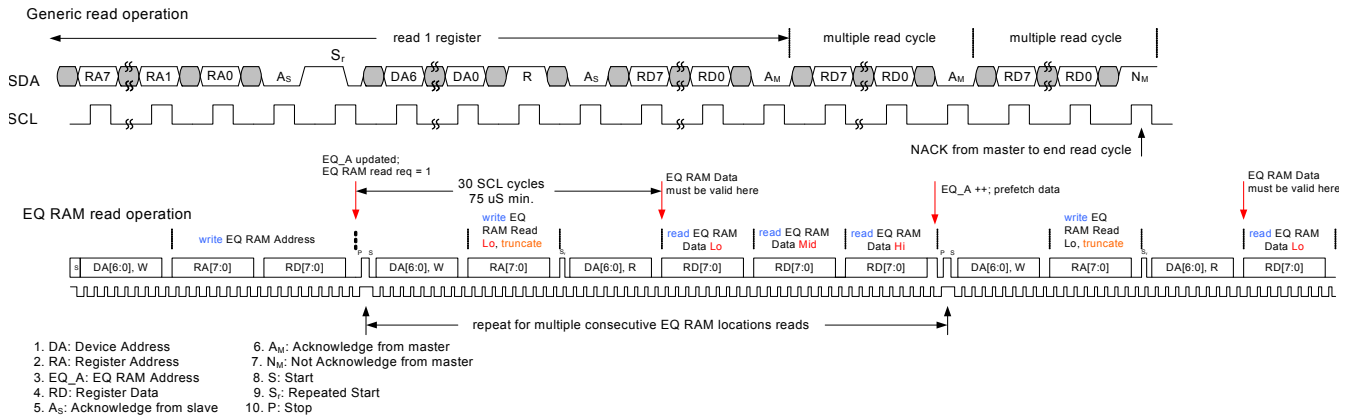 Generic read operation
read 1 register
multiple read cycle
multiple read cycle
SDA
RA7
RA1
RA0
AS
Sr
DA6
DA0
R
AS
RD7
RD0
AM
RD7
RD0
AM
RD7
RD0
NM
SCL
NACK from master to end read cycle
EQ_A updated;
EQ RAM read req = 1
30 SCL cycles
75 uS min.
EQ RAM Data
must be valid here
EQ_A ++; prefetch data
EQ RAM Data
must be valid here
EQ RAM read operation
write EQ RAM Address
write EQ
RAM Read
Lo, truncate
read EQ RAM
Data Lo
read EQ RAM
Data Mid
read EQ RAM
Data Hi
write EQ
RAM Read
Lo, truncate
read EQ RAM
Data Lo
P
S
Sr
P
S
Sr
S
DA[6:0], W
RA[7:0]
RD[7:0]
DA[6:0], W
RA[7:0]
DA[6:0], R
RD[7:0]
RD[7:0]
RD[7:0]
DA[6:0], W
RA[7:0]
DA[6:0], R
RD[7:0]
repeat for multiple consecutive EQ RAM locations reads
1. DA: Device Address
2. RA: Register Address
3. EQ_A: EQ RAM Address
4. RD: Register Data
5. AS: Acknowledge from slave
6. AM: Acknowledge from master
7. NM: Not Acknowledge from master
8. S: Start
9. Sr: Repeated Start
10. P: Stop